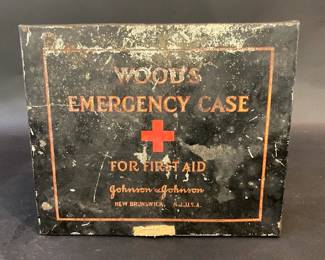 WOOD'S
EMERGENCY CASE
FOR FIRST AID
Johnson & Johnson
NEW BRUNSWICK, N.J., U.S.A.